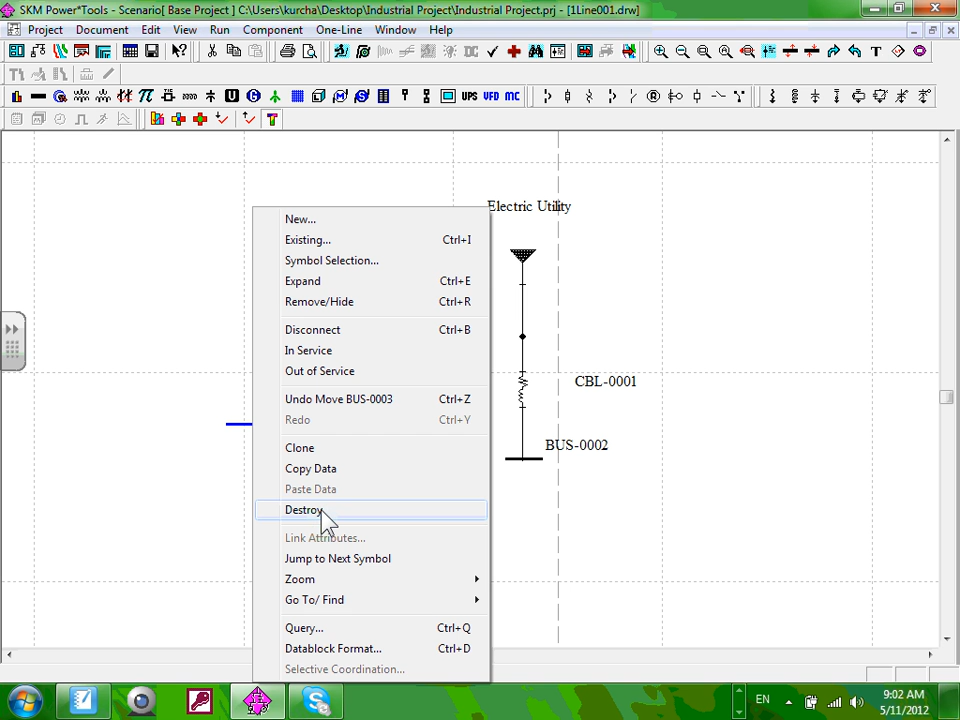 SKM Power*Tools - Scenario[ Base Project ] C:\Users\kurcha\Desktop\Industrial Project\Industrial Project.prj - [1Line001.drw]
Project Document Edit View Run Component One-Line Window Help
DC
UPS VFD MC
Electric Utility
New...
Existing... Ctrl+I
Symbol Selection...
Expand Ctrl+E
Remove/Hide Ctrl+R
Disconnect Ctrl+B
In Service
Out of Service
Undo Move BUS-0003 Ctrl+Z
Redo Ctrl+Y
Clone
Copy Data
Paste Data
Destroy
Link Attributes...
Jump to Next Symbol
Zoom
Go To/ Find
Query... Ctrl+Q
Datablock Format... Ctrl+D
Selective Coordination...
CBL-0001
BUS-0002
EN
9:02 AM
5/11/2012